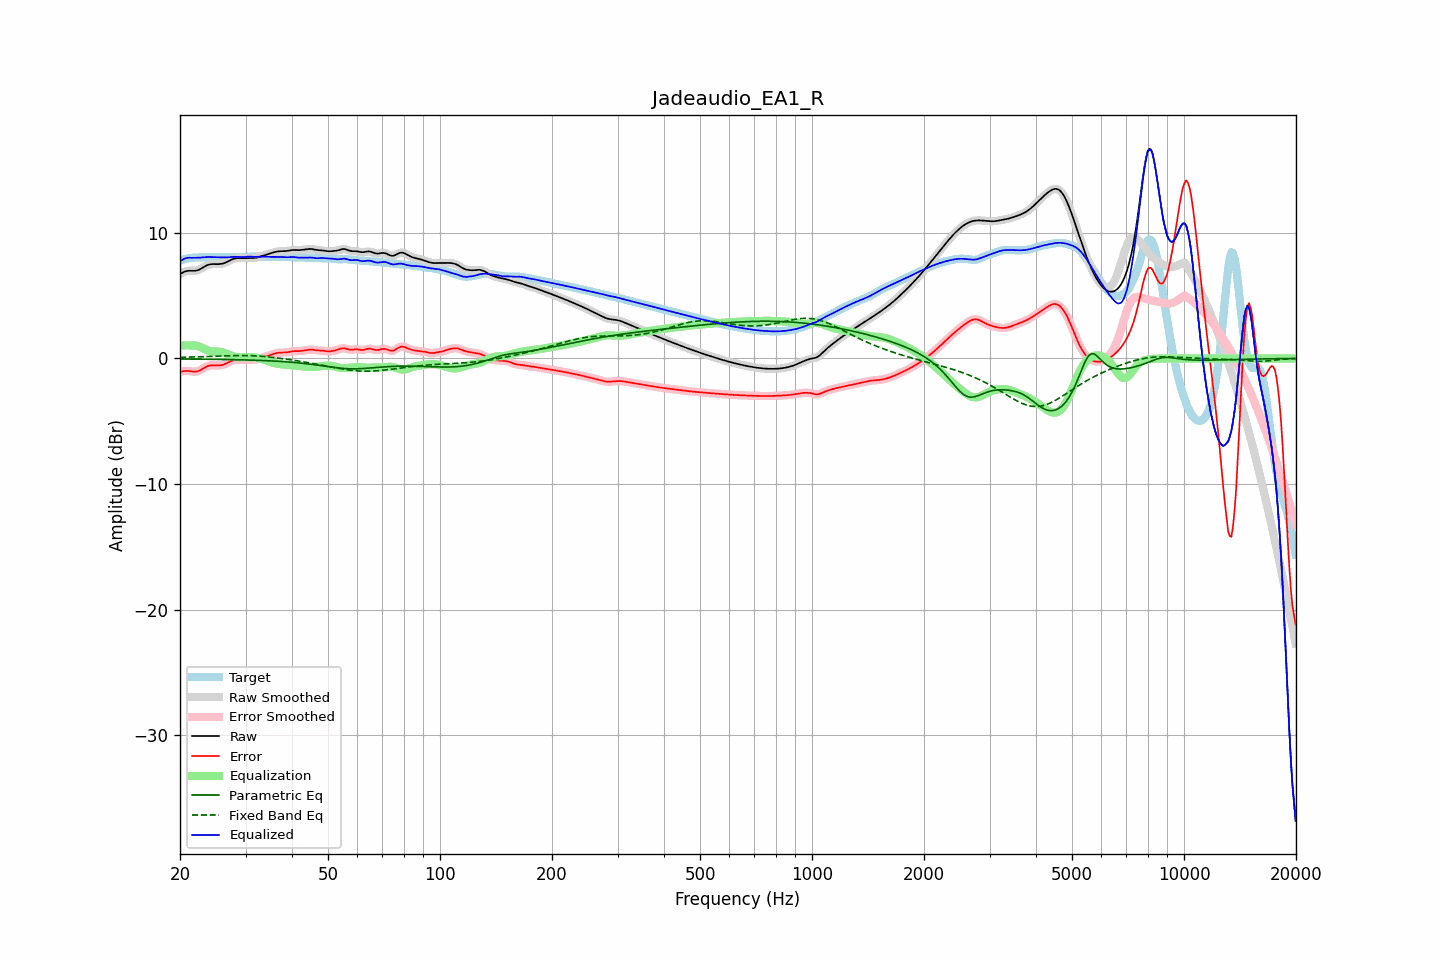 Jadeaudio_EA1_R
Amplitude (dBr)
10
0
−10
−20
−30
Target
Raw Smoothed
Error Smoothed
Raw
Error
Equalization
Parametric Eq
Fixed Band Eq
Equalized
20 50 100 200 500 1000 2000 5000 10000 20000
Frequency (Hz)